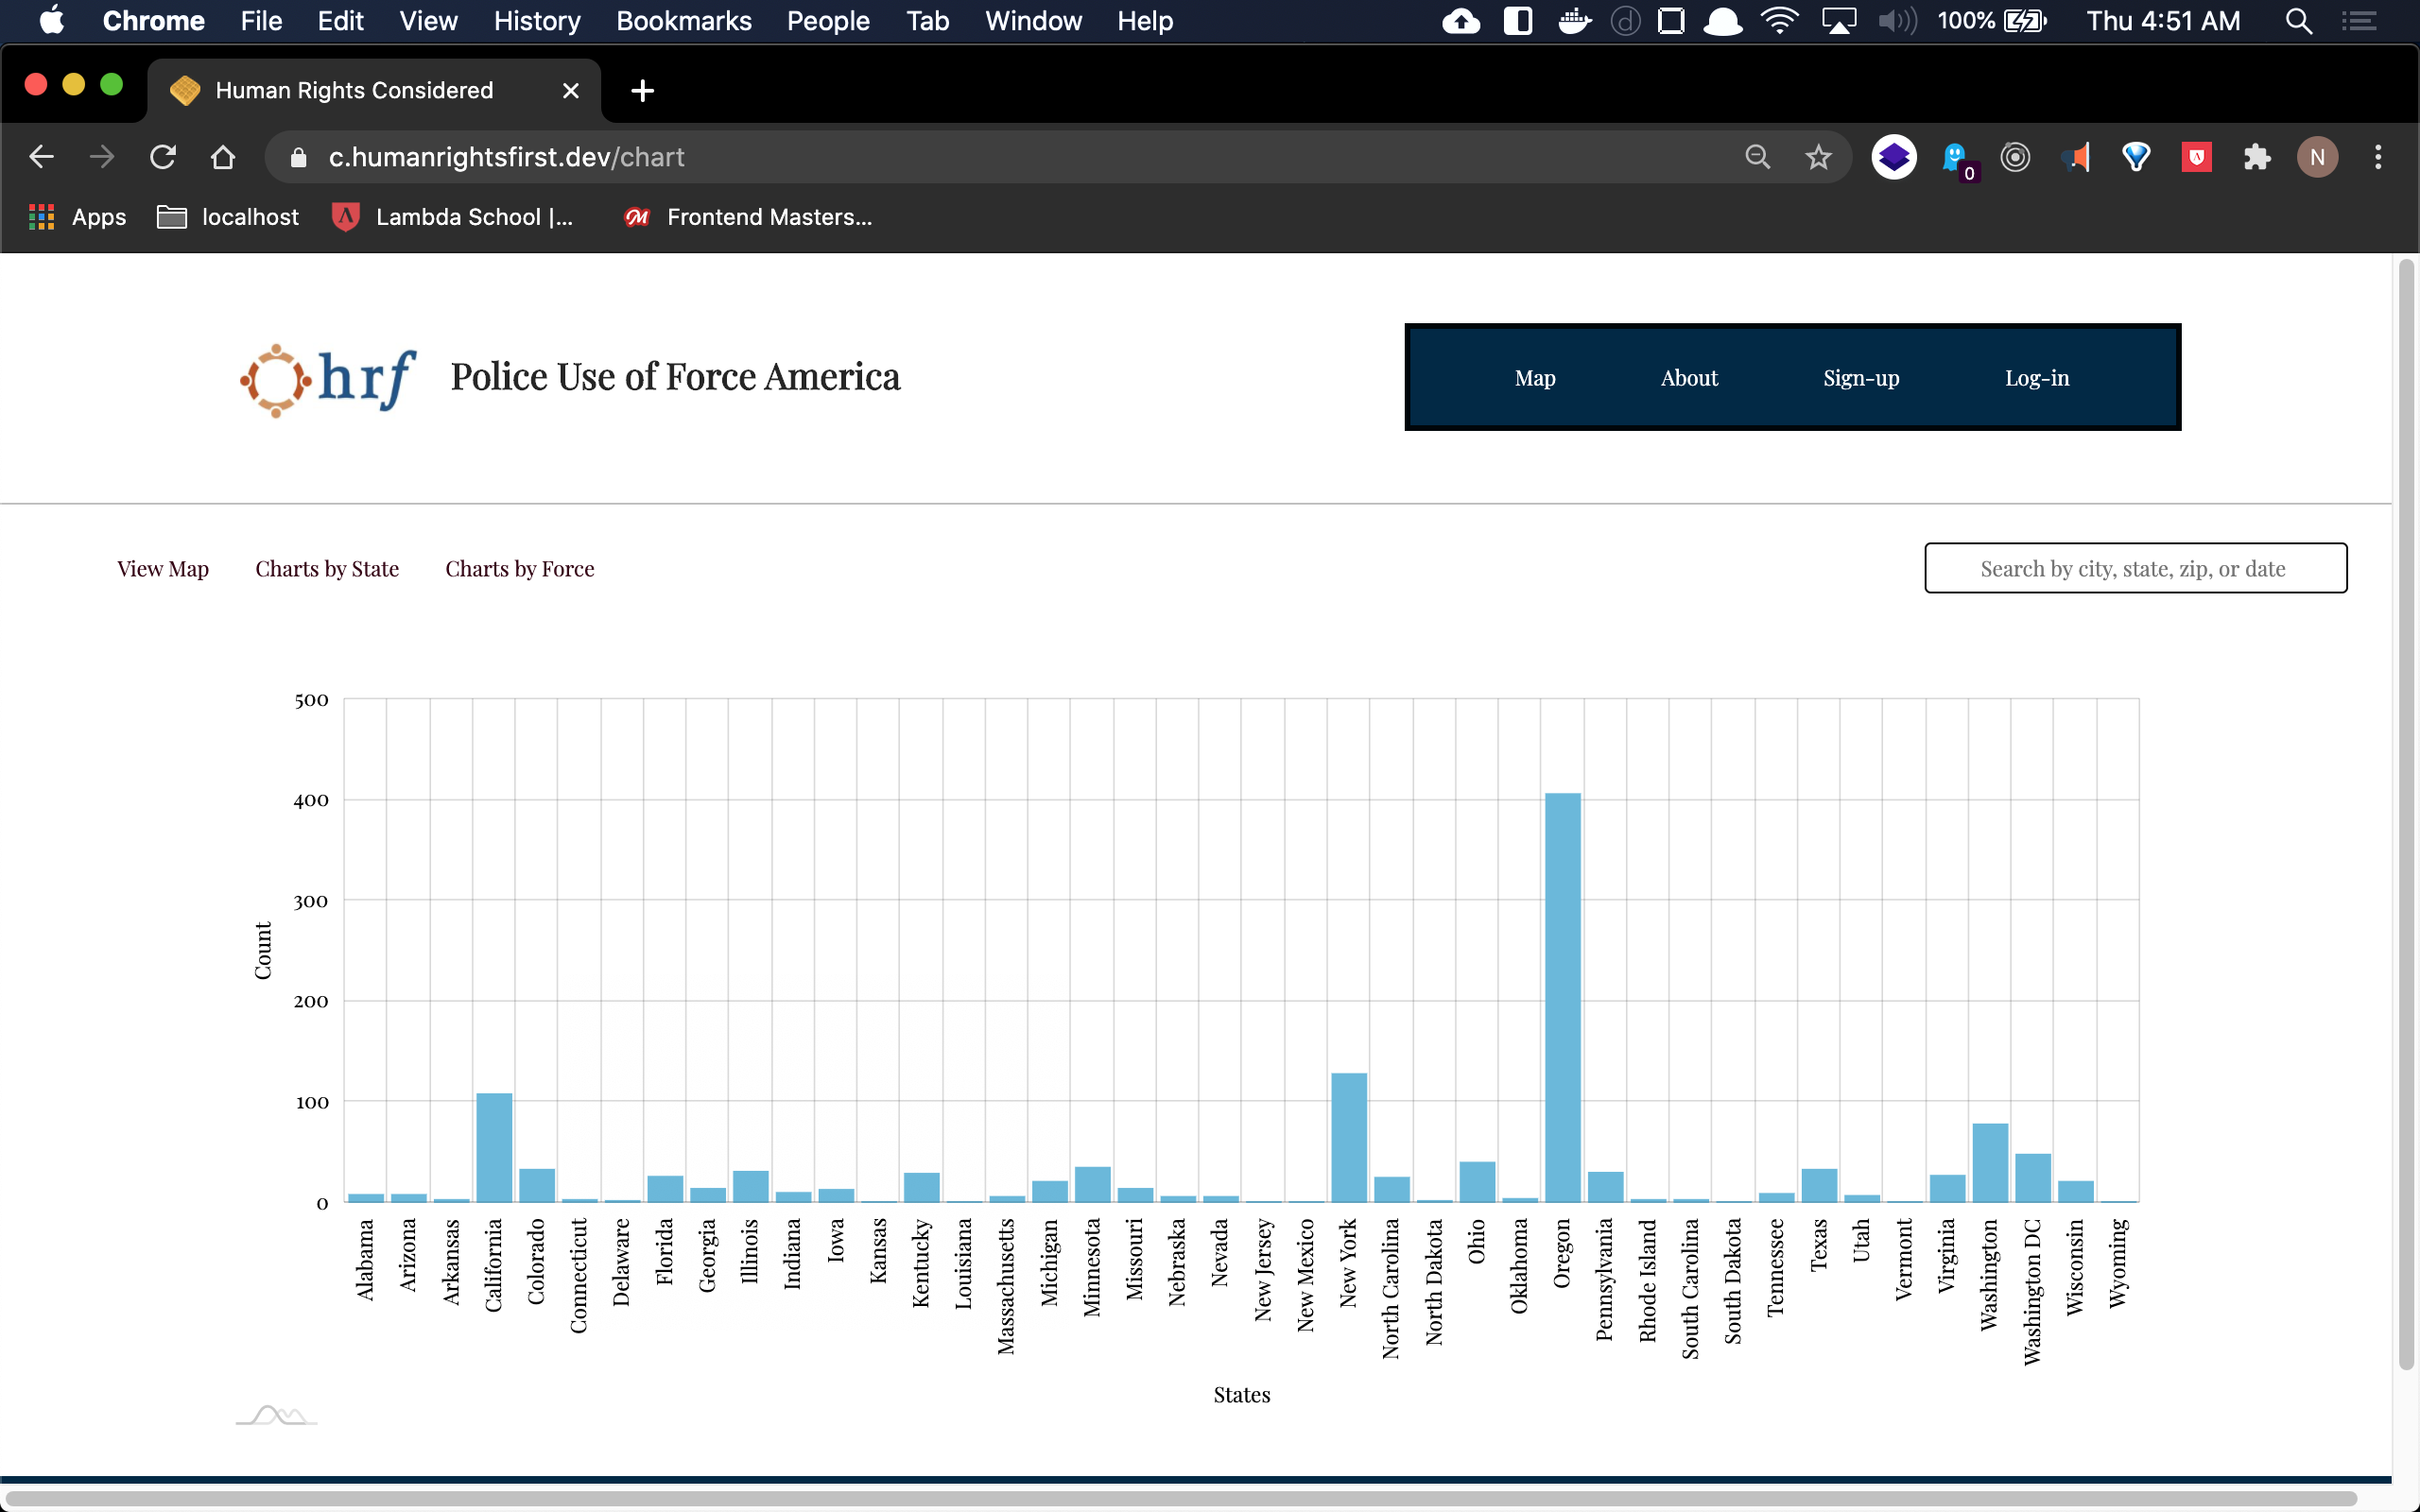 Chrome File Edit View History Bookmarks People Tab Window Help 100% Thu 4:51 AM
Human Rights Considered
c.humanrightsfirst.dev/chart 0 N
Apps localhost Lambda School |... Frontend Masters...
hrf Police Use of Force America Map About Sign-up Log-in
View Map Charts by State Charts by Force Search by city, state, zip, or date
500
400
300
200
100
0
Count
Alabama
Arizona
Arkansas
California
Colorado
Connecticut
Delaware
Florida
Georgia
Illinois
Indiana
Iowa
Kansas
Kentucky
Louisiana
Massachusetts
Michigan
Minnesota
Missouri
Nebraska
Nevada
New Jersey
New Mexico
New York
North Carolina
North Dakota
Ohio
Oklahoma
Oregon
Pennsylvania
Rhode Island
South Carolina
South Dakota
Tennessee
Texas
Utah
Vermont
Virginia
Washington
Washington DC
Wisconsin
Wyoming
States